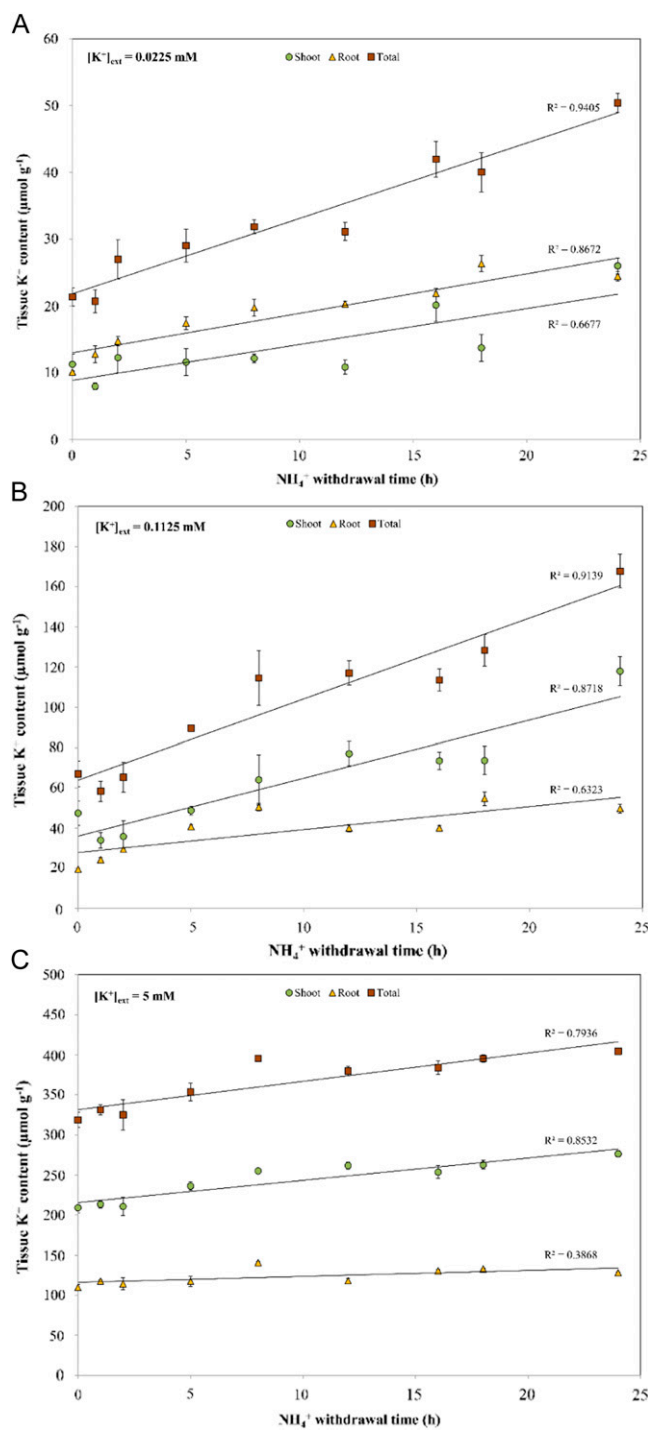 A
[K⁺]ext = 0.0225 mM
Shoot Root Total
60
50
40
30
20
10
0
Tissue K⁺ content (μmol g⁻¹)
R² = 0.9405
R² = 0.8672
R² = 0.6677
0 5 10 15 20 25
NH₄⁺ withdrawal time (h)
B
[K⁺]ext = 0.1125 mM
Shoot Root Total
200
180
160
140
120
100
80
60
40
20
0
Tissue K⁺ content (μmol g⁻¹)
R² = 0.9139
R² = 0.8718
R² = 0.6323
0 5 10 15 20 25
NH₄⁺ withdrawal time (h)
C
[K⁺]ext = 5 mM
Shoot Root Total
500
450
400
350
300
250
200
150
100
50
0
Tissue K⁺ content (μmol g⁻¹)
R² = 0.7936
R² = 0.8532
R² = 0.3868
0 5 10 15 20 25
NH₄⁺ withdrawal time (h)